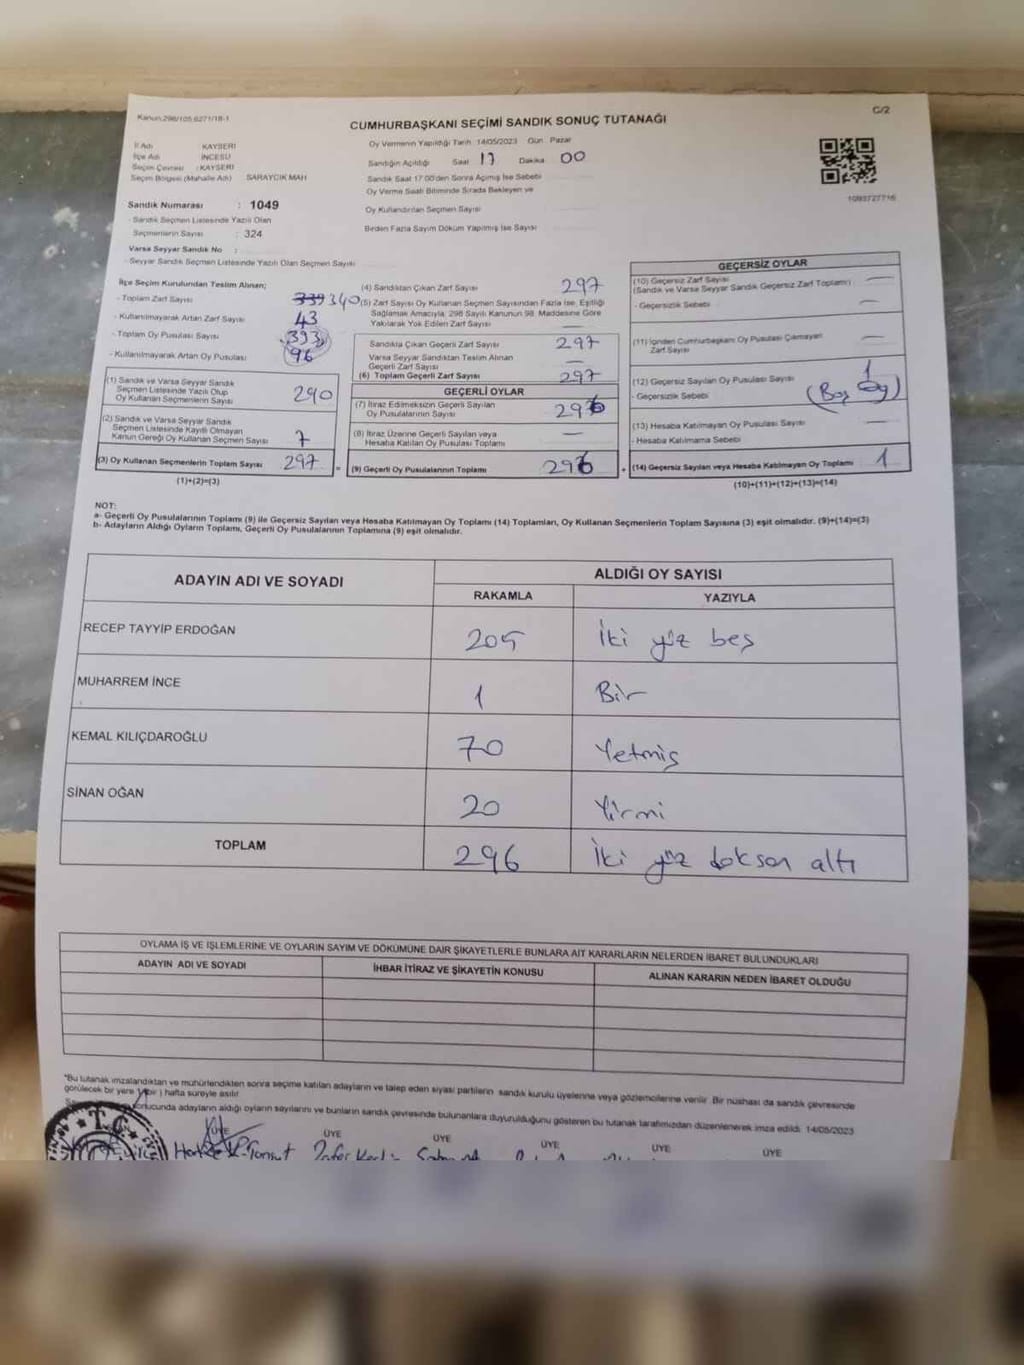 Kanun:298/105,6271/18-1
C/2
CUMHURBAŞKANI SEÇİMİ SANDIK SONUÇ TUTANAĞI
İl Adı : KAYSERİ
İlçe Adı : İNCESU
Seçim Çevresi : KAYSERİ
Seçim Bölgesi (Mahalle Adı) SARAYCIK MAH
Sandık Numarası : 1049
- Sandık Seçmen Listesinde Yazılı Olan
Seçmenlerin Sayısı : 324
Varsa Seyyar Sandık No :
- Seyyar Sandık Seçmen Listesinde Yazılı Olan Seçmen Sayısı
Oy Vermenin Yapıldığı Tarih 14/05/2023 Gün Pazar
Sandığın Açıldığı Saat 17 Dakika 00
Sandık Saat 17:00'den Sonra Açımış İse Sebebi
Oy Verme Saati Bitiminde Sırada Bekleyen ve
Oy Kullandırılan Seçmen Sayısı
Birden Fazla Sayım Döküm Yapılmış İse Sayısı
1093727716
İlçe Seçim Kurulundan Teslim Alınan;
- Toplam Zarf Sayısı 339 340
- Kullanılmayarak Artan Zarf Sayısı 43
- Toplam Oy Pusulası Sayısı 393
- Kullanılmayarak Artan Oy Pusulası 96
(1) Sandık ve Varsa Seyyar Sandık
Seçmen Listesinde Yazılı Olup
Oy Kullanan Seçmenlerin Sayısı 290
(2) Sandık ve Varsa Seyyar Sandık
Seçmen Listesinde Kayıtlı Olmayan
Kanun Gereği Oy Kullanan Seçmen Sayısı 7
(3) Oy Kullanan Seçmenlerin Toplam Sayısı 297 =
(1)+(2)=(3)
(4) Sandıktan Çıkan Zarf Sayısı 297
(5) Zarf Sayısı Oy Kullanan Seçmen Sayısından Fazla İse, Eşitliği
Sağlamak Amacıyla, 298 Sayılı Kanunun 98. Maddesine Göre
Yakılarak Yok Edilen Zarf Sayısı —
Sandıkta Çıkan Geçerli Zarf Sayısı 297
Varsa Seyyar Sandıktan Teslim Alınan
Geçerli Zarf Sayısı —
(6) Toplam Geçerli Zarf Sayısı 297
GEÇERLİ OYLAR
(7) İtiraz Edilmeksizin Geçerli Sayılan
Oy Pusulalarının Sayısı 296
(8) İtiraz Üzerine Geçerli Sayılan veya
Hesaba Katılan Oy Pusulası Toplamı —
(9) Geçerli Oy Pusulalarının Toplamı 296 +
GEÇERSİZ OYLAR
(10) Geçersiz Zarf Sayısı —
(Sandık ve Varsa Seyyar Sandık Geçersiz Zarf Toplamı)
- Geçersizlik Sebebi —
(11) İçinden Cumhurbaşkanı Oy Pusulası Çıkmayan
Zarf Sayısı —
(12) Geçersiz Sayılan Oy Pusulası Sayısı 1
- Geçersizlik Sebebi (Boş Oy)
(13) Hesaba Katılmayan Oy Pusulası Sayısı —
- Hesaba Katılmama Sebebi
(14) Geçersiz Sayılan veya Hesaba Katılmayan Oy Toplamı 1
(10)+(11)+(12)+(13)=(14)
NOT:
a- Geçerli Oy Pusulalarının Toplamı (9) ile Geçersiz Sayılan veya Hesaba Katılmayan Oy Toplamı (14) Toplamları, Oy Kullanan Seçmenlerin Toplam Sayısına (3) eşit olmalıdır. (9)+(14)=(3)
b- Adayların Aldığı Oyların Toplamı, Geçerli Oy Pusulalarının Toplamına (9) eşit olmalıdır.
ADAYIN ADI VE SOYADI
ALDIĞI OY SAYISI
RAKAMLA YAZIYLA
RECEP TAYYİP ERDOĞAN 205 İki yüz beş
MUHARREM İNCE 1 Bir
KEMAL KILIÇDAROĞLU 70 Yetmiş
SİNAN OĞAN 20 Yirmi
TOPLAM 296 İki yüz doksan altı
OYLAMA İŞ VE İŞLEMLERİNE VE OYLARIN SAYIM VE DÖKÜMÜNE DAİR ŞİKAYETLERLE BUNLARA AİT KARARLARIN NELERDEN İBARET BULUNDUKLARI
ADAYIN ADI VE SOYADI İHBAR İTİRAZ VE ŞİKAYETİN KONUSU ALINAN KARARIN NEDEN İBARET OLDUĞU
*Bu tutanak imzalandıktan ve mühürlendikten sonra seçime katılan adayların ve talep eden siyasi partilerin sandık kurulu üyelerine veya gözlemcilerine verilir. Bir nüshası da sandık çevresinde
görülecek bir yere 1(bir) hafta süreyle asılır
sonucunda adayların aldığı oyların sayılarını ve bunların sandık çevresinde bulunanlara duyurulduğunu gösteren bu tutanak tarafımızdan düzenlenerek imza edildi. 14/05/2023
T.C.
ÜYE ÜYE ÜYE ÜYE ÜYE ÜYE